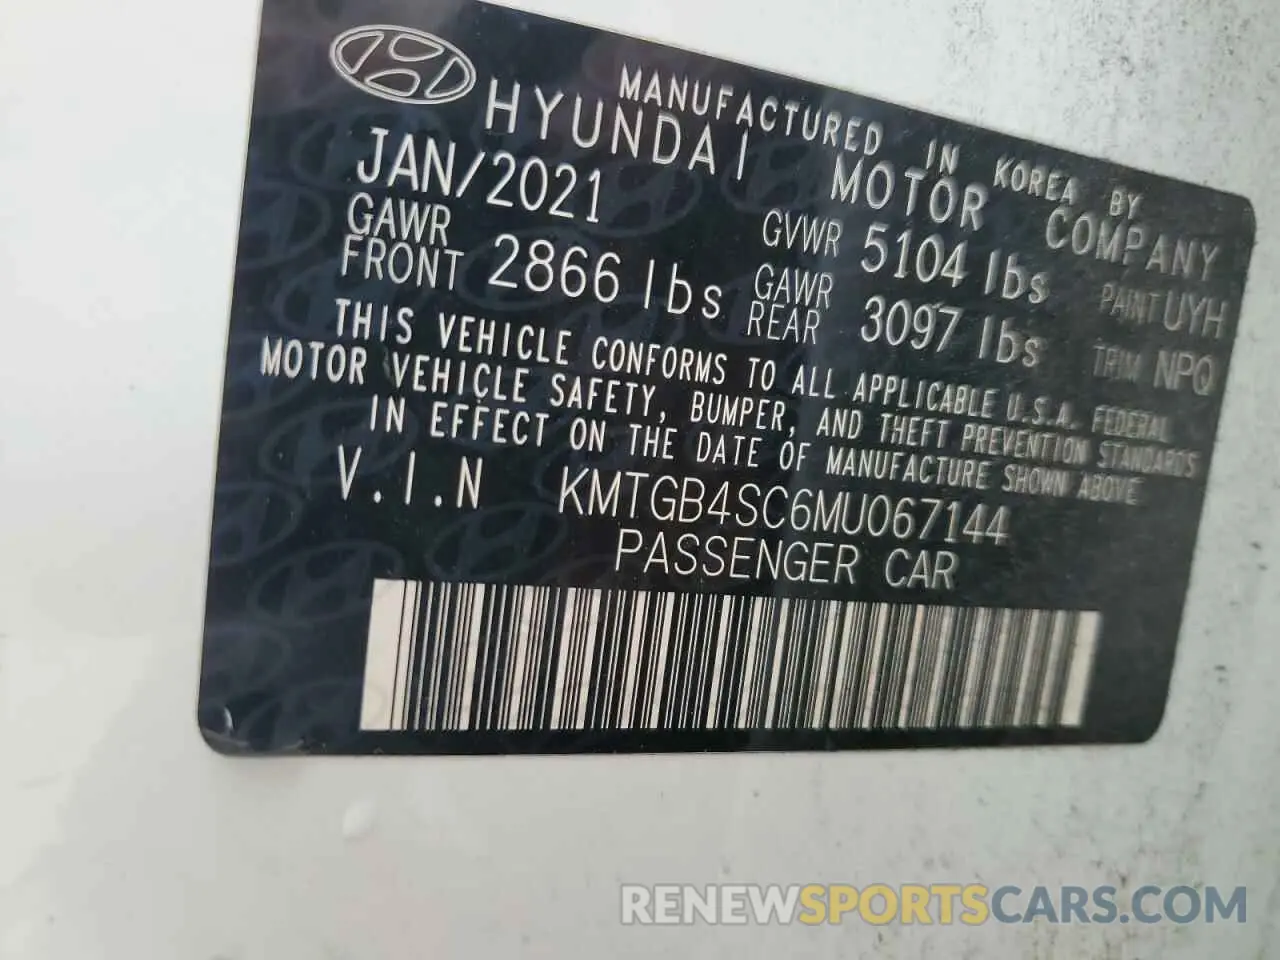 MANUFACTURED IN KOREA BY
HYUNDAI MOTOR COMPANY
JAN/2021 GVWR 5104 lbs PAINT UYH
GAWR FRONT 2866 lbs GAWR REAR 3097 lbs TRIM NPQ
THIS VEHICLE CONFORMS TO ALL APPLICABLE U.S.A. FEDERAL
MOTOR VEHICLE SAFETY, BUMPER, AND THEFT PREVENTION STANDARDS
IN EFFECT ON THE DATE OF MANUFACTURE SHOWN ABOVE
V.I.N KMTGB4SC6MU067144
PASSENGER CAR
RENEWSPORTSCARS.COM